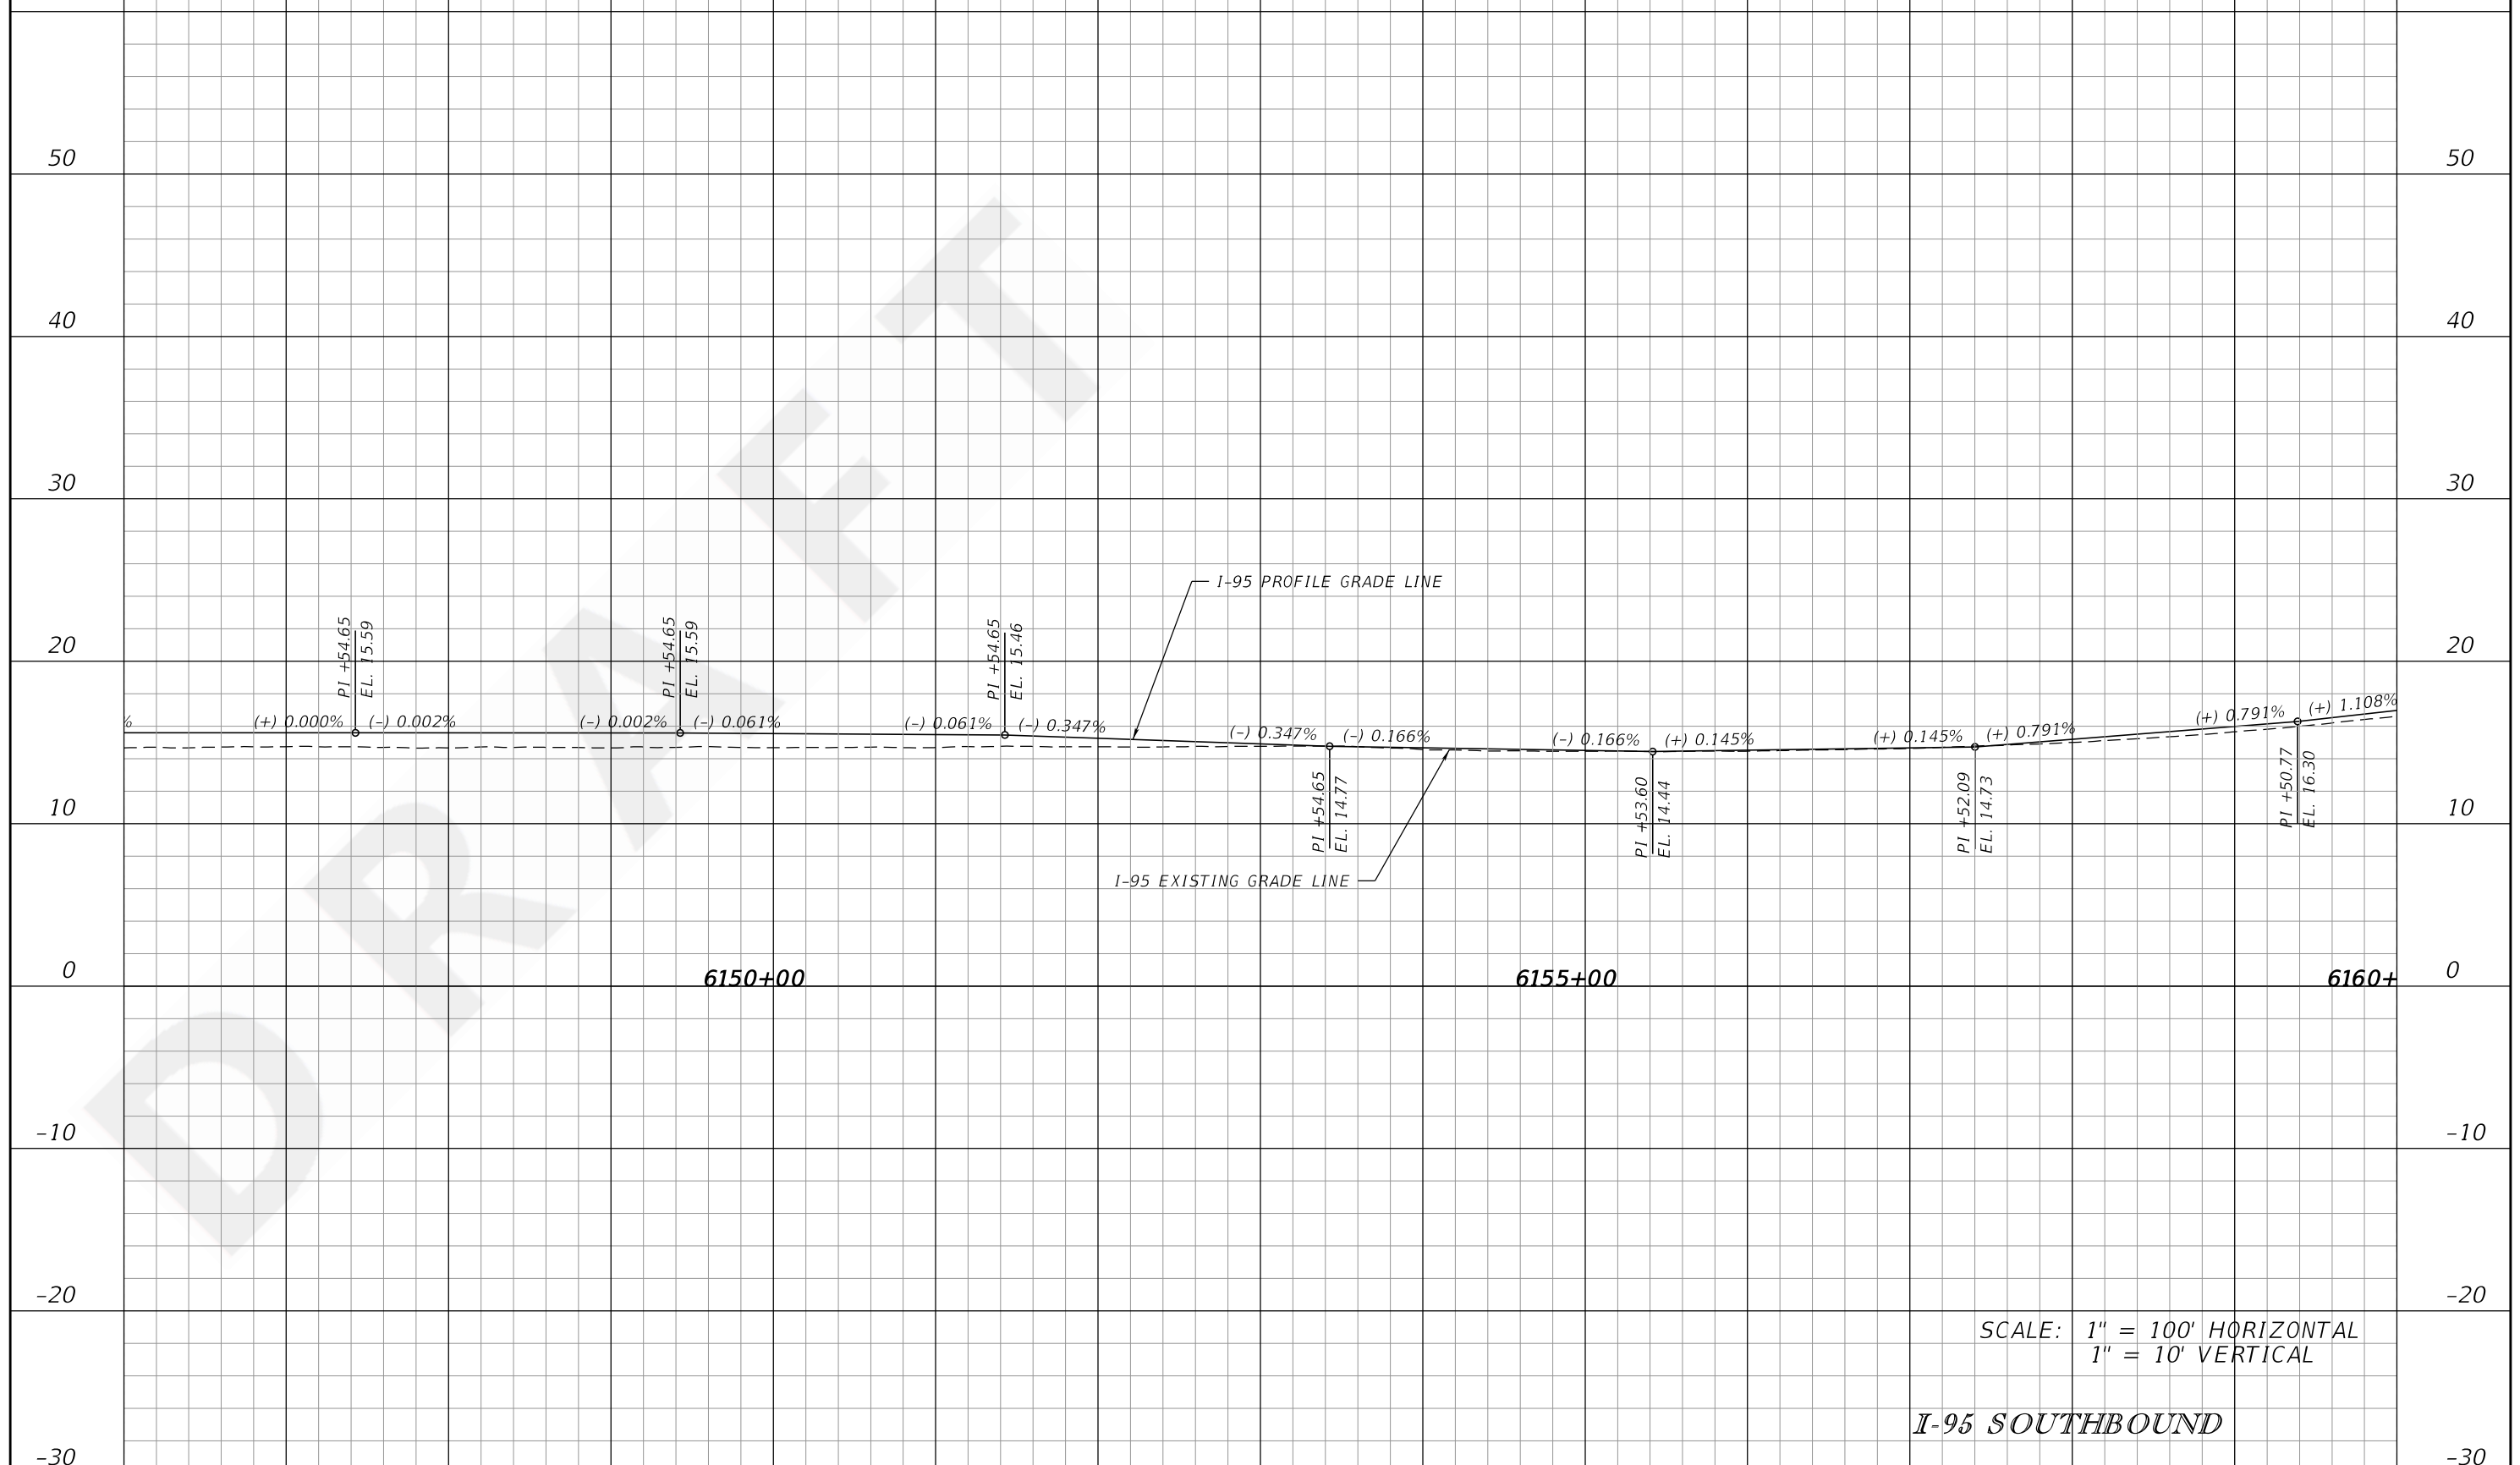 50 50
40 40
30 30
I-95 PROFILE GRADE LINE
PI +54.65
EL. 15.59
PI +54.65
EL. 15.59
PI +54.65
EL. 15.46
20 20
% (+) 0.000% (-) 0.002% (-) 0.002% (-) 0.061% (-) 0.061% (-) 0.347% (-) 0.347% (-) 0.166% (-) 0.166% (+) 0.145% (+) 0.145% (+) 0.791% (+) 0.791% (+) 1.108%
PI +54.65
EL. 14.77
PI +53.60
EL. 14.44
PI +52.09
EL. 14.73
PI +50.77
EL. 16.30
10 10
I-95 EXISTING GRADE LINE
0 0
6150+00 6155+00 6160+
-10 -10
-20 -20
SCALE: 1" = 100' HORIZONTAL
1" = 10' VERTICAL
I-95 SOUTHBOUND
-30 -30
DRAFT